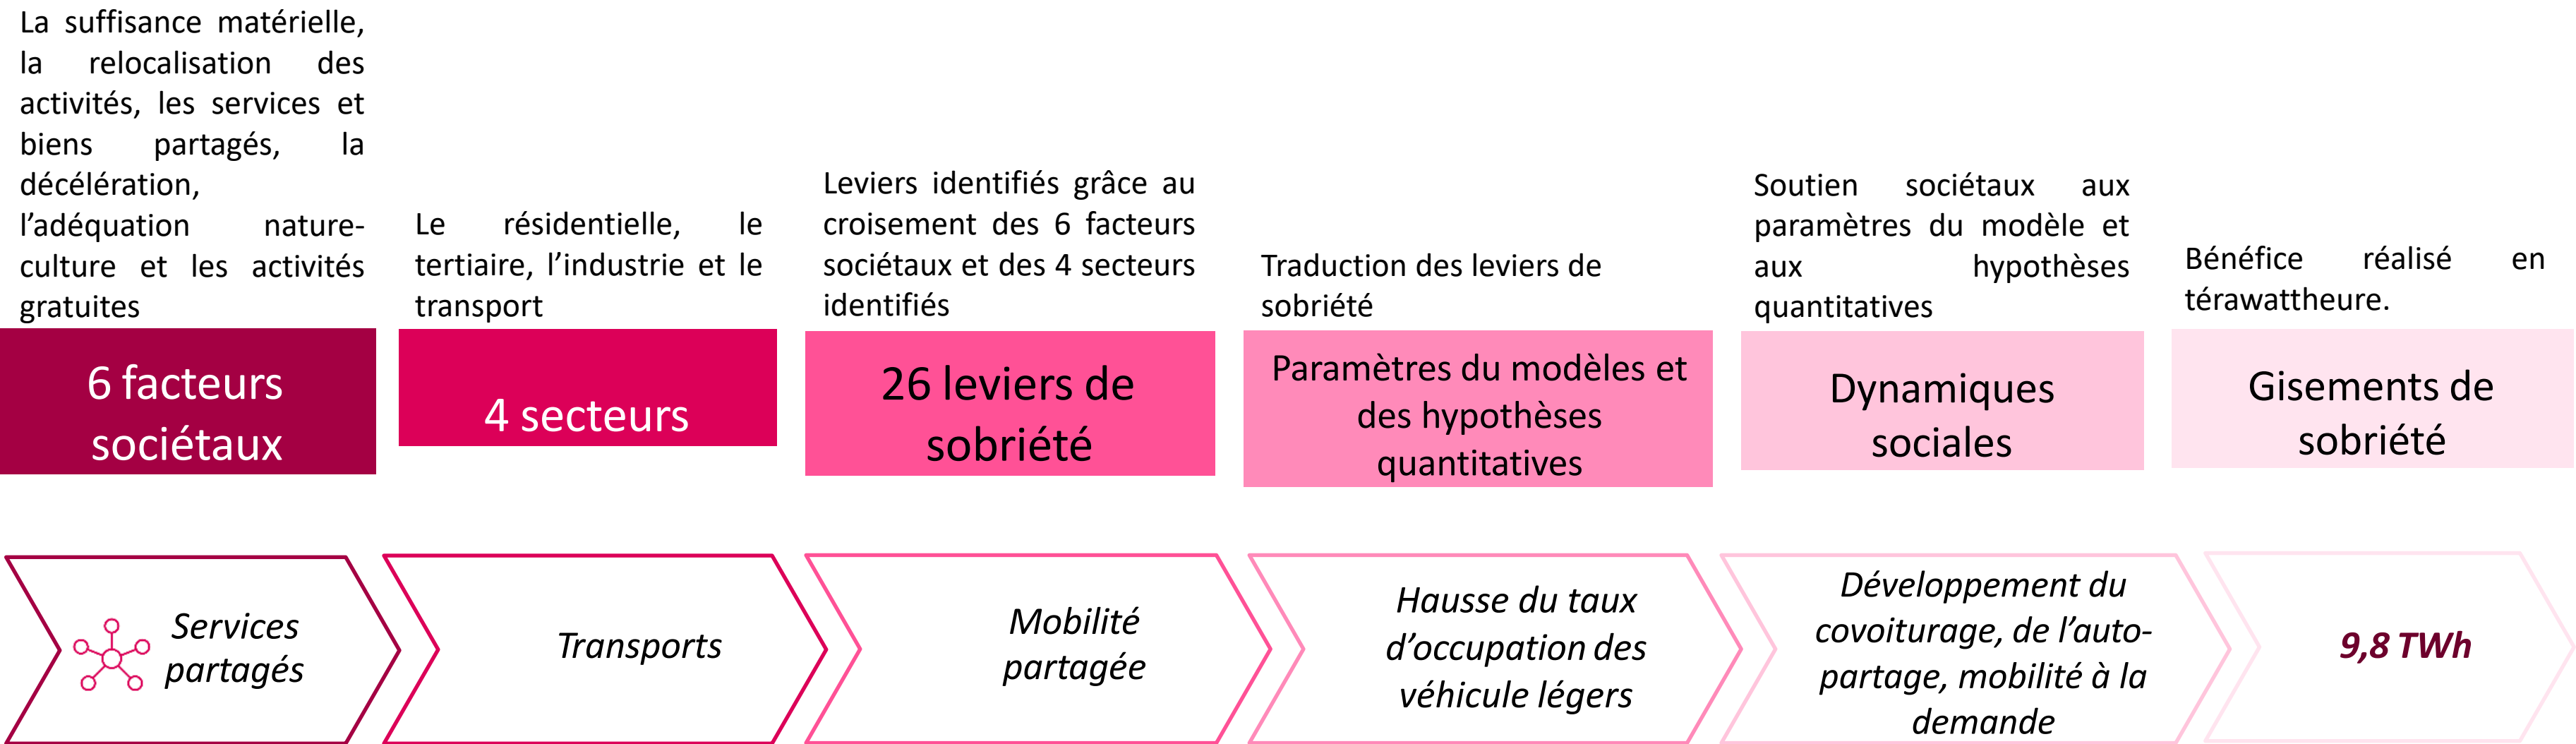 La suffisance matérielle,
la relocalisation des
activités, les services et
biens partagés, la
décélération,
l’adéquation nature-
culture et les activités
gratuites
6 facteurs
sociétaux
Le résidentielle, le
tertiaire, l’industrie et le
transport
4 secteurs
Leviers identifiés grâce au
croisement des 6 facteurs
sociétaux et des 4 secteurs
identifiés
26 leviers de
sobriété
Traduction des leviers de
sobriété
Paramètres du modèles et
des hypothèses
quantitatives
Soutien sociétaux aux
paramètres du modèle et
aux hypothèses
quantitatives
Dynamiques
sociales
Bénéfice réalisé en
térawattheure.
Gisements de
sobriété
Services
partagés
Transports
Mobilité
partagée
Hausse du taux
d’occupation des
véhicule légers
Développement du
covoiturage, de l’auto-
partage, mobilité à la
demande
9,8 TWh